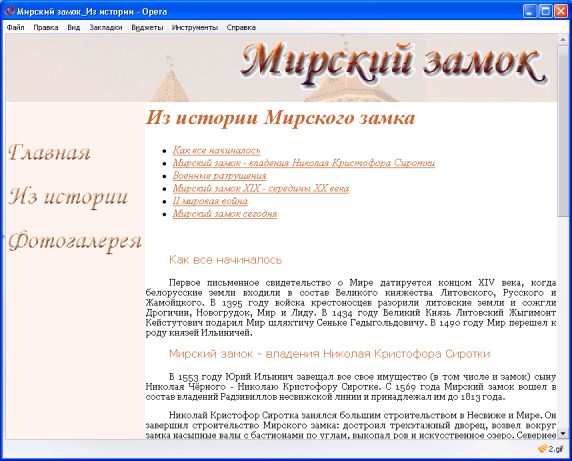 Мирский замок_Из истории - Opera
Файл Правка Вид Закладки Виджеты Инструменты Справка
Мирский замок
Из истории Мирского замка
Главная
Из истории
Фотогалерея
Как все начиналось
Мирский замок - владения Николая Кристофора Сиротки
Военные разрушения
Мирский замок XIX - середины XX века
II мировая война
Мирский замок сегодня
Как все начиналось
Первое письменное свидетельство о Мире датируется концом XIV века, когда
белорусские земли входили в состав Великого княжества Литовского, Русского и
Жамойцкого. В 1395 году войска крестоносцев разорили литовские земли и сожгли
Дрогичин, Новогрудок, Мир и Лиду. В 1434 году Великий Князь Литовский Жыгимонт
Кейстутович подарил Мир шляхтичу Сеньке Гедыгольдовичу. В 1490 году Мир перешел к
роду князей Ильиничей.
Мирский замок - владения Николая Кристофора Сиротки
В 1553 году Юрий Ильинич завещал все свое имущество (в том числе и замок) сыну
Николая Чёрного - Николаю Кристофору Сиротке. С 1569 года Мирский замок вошел в
состав владений Радзивиллов несвижской линии и принадлежал им до 1813 года.
Николай Кристофор Сиротка занялся большим строительством в Несвиже и Мире. Он
завершил строительство Мирского замка: достроил трехэтажный дворец, возвел вокруг
замка насыпные валы с бастионами по углам, выкопал ров и искусственное озеро. Севернее
2.gif